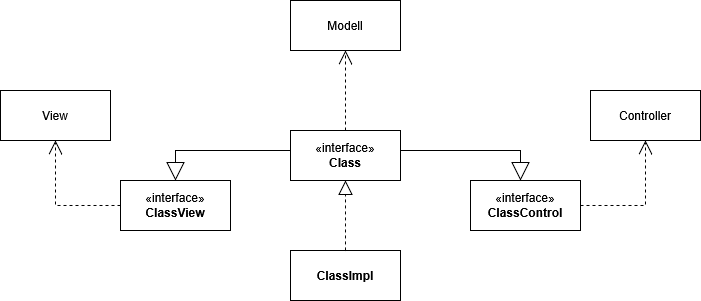 Modell
View
Controller
«interface»
Class
«interface»
ClassView
«interface»
ClassControl
ClassImpl